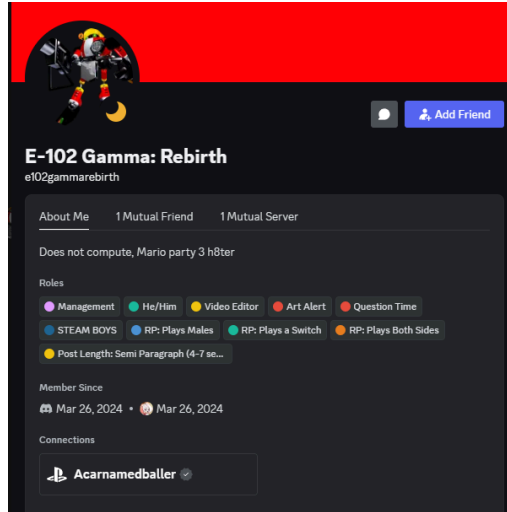 Add Friend
E-102 Gamma: Rebirth
e102gammarebirth
About Me 1 Mutual Friend 1 Mutual Server
Does not compute, Mario party 3 h8ter
Roles
Management He/Him Video Editor Art Alert Question Time
STEAM BOYS RP: Plays Males RP: Plays a Switch RP: Plays Both Sides
Post Length: Semi Paragraph (4-7 se...
Member Since
Mar 26, 2024 • Mar 26, 2024
Connections
Acarnamedballer